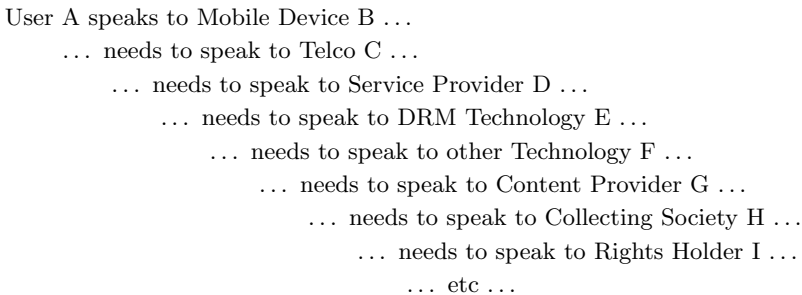 User A speaks to Mobile Device B ...
... needs to speak to Telco C ...
... needs to speak to Service Provider D ...
... needs to speak to DRM Technology E ...
... needs to speak to other Technology F ...
... needs to speak to Content Provider G ...
... needs to speak to Collecting Society H ...
... needs to speak to Rights Holder I ...
... etc ...